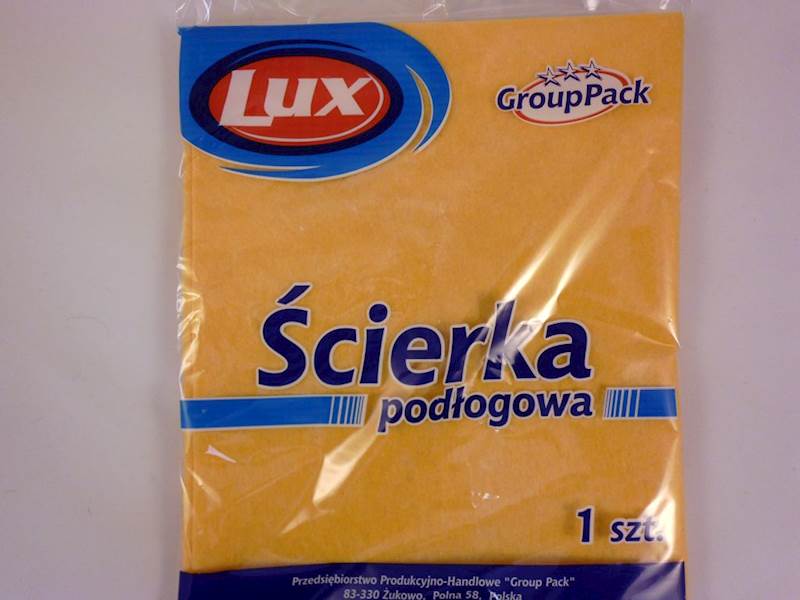 Lux
GroupPack
Ścierka
podłogowa
1 szt.
Przedsiębiorstwo Produkcyjno-Handlowe "Group Pack"
83-330 Żukowo, Polna 58, Polska